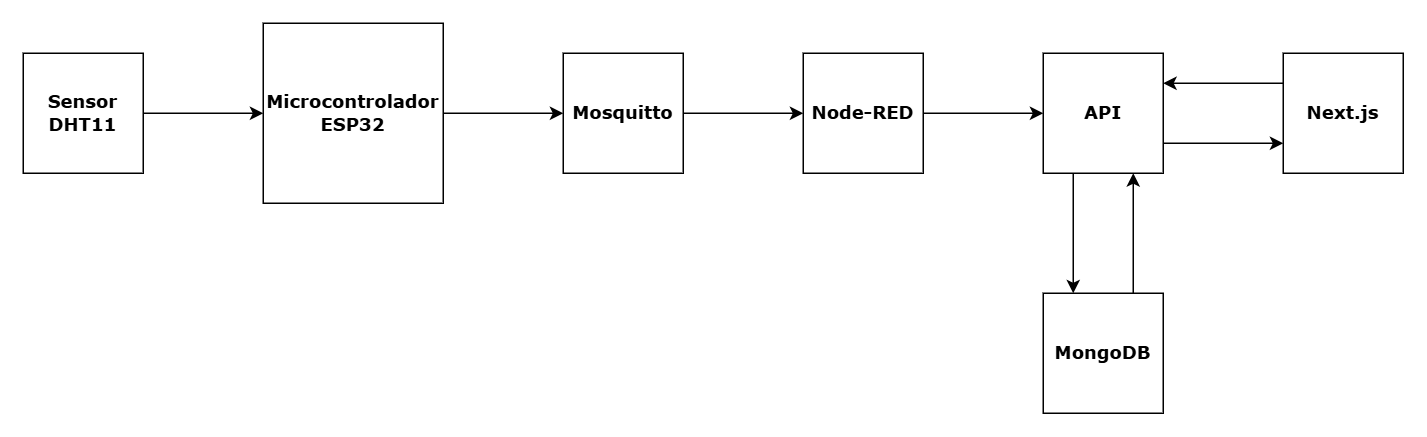 Sensor
DHT11
Microcontrolador
ESP32
Mosquitto
Node-RED
API
Next.js
MongoDB